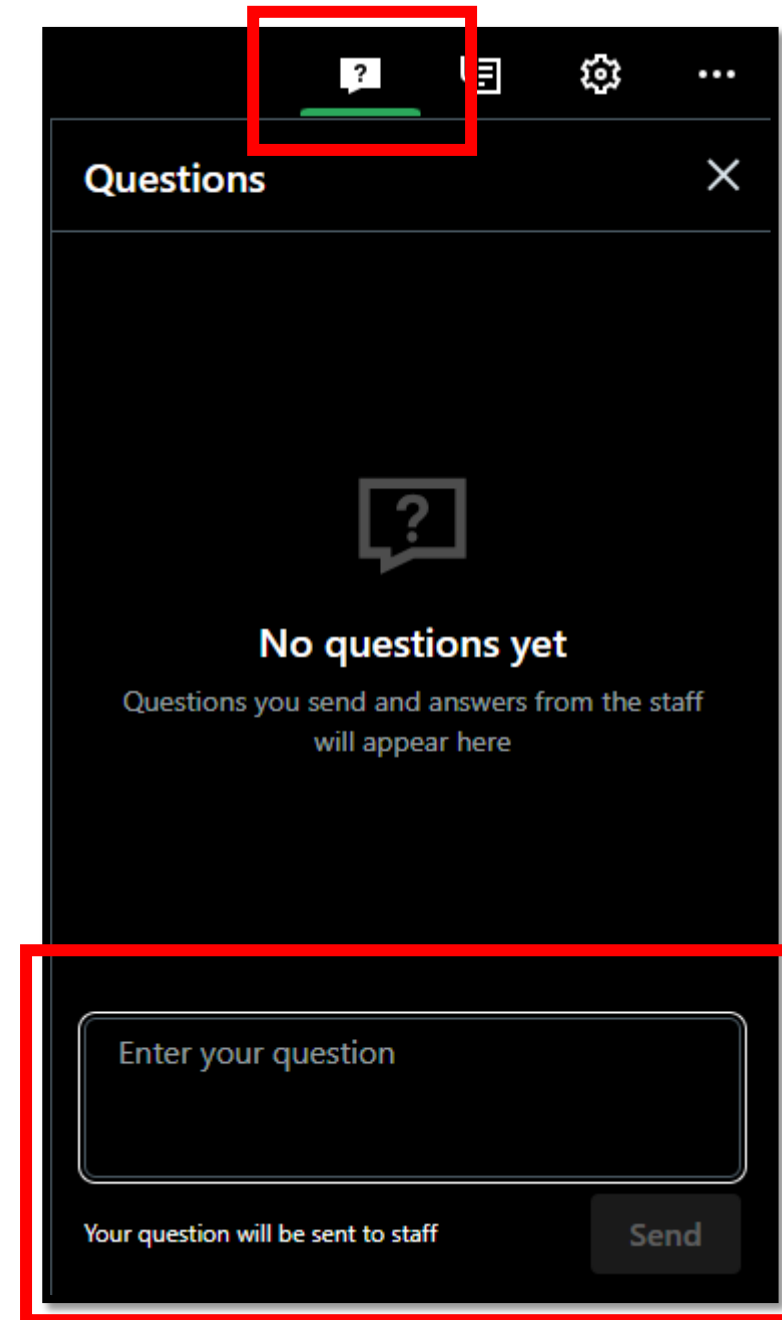 ?
Questions
?
No questions yet
Questions you send and answers from the staff
will appear here
Enter your question
Your question will be sent to staff
Send